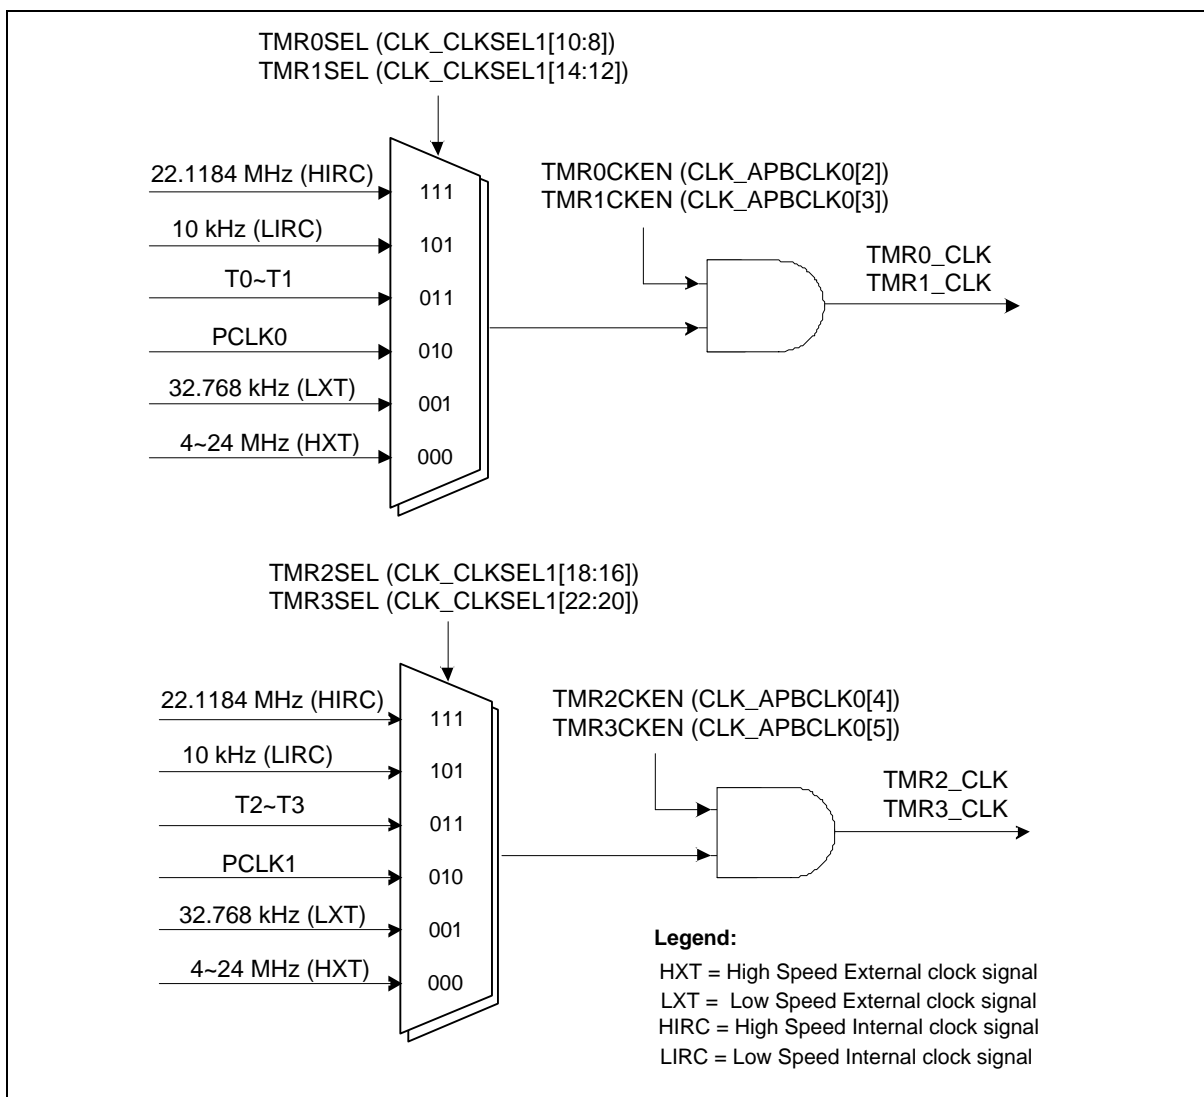 TMR0SEL (CLK_CLKSEL1[10:8])
TMR1SEL (CLK_CLKSEL1[14:12])
22.1184 MHz (HIRC)
111
10 kHz (LIRC)
101
T0~T1
011
PCLK0
010
32.768 kHz (LXT)
001
4~24 MHz (HXT)
000
TMR0CKEN (CLK_APBCLK0[2])
TMR1CKEN (CLK_APBCLK0[3])
TMR0_CLK
TMR1_CLK
TMR2SEL (CLK_CLKSEL1[18:16])
TMR3SEL (CLK_CLKSEL1[22:20])
22.1184 MHz (HIRC)
111
10 kHz (LIRC)
101
T2~T3
011
PCLK1
010
32.768 kHz (LXT)
001
4~24 MHz (HXT)
000
TMR2CKEN (CLK_APBCLK0[4])
TMR3CKEN (CLK_APBCLK0[5])
TMR2_CLK
TMR3_CLK
Legend:
HXT = High Speed External clock signal
LXT = Low Speed External clock signal
HIRC = High Speed Internal clock signal
LIRC = Low Speed Internal clock signal